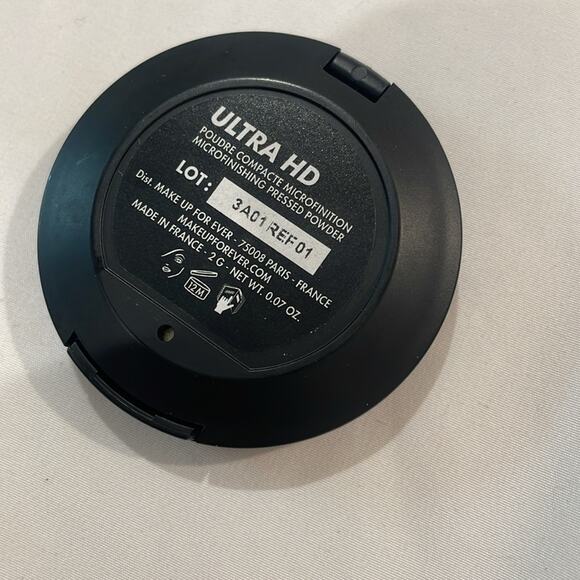 ULTRA HD
POUDRE COMPACTE MICROFINITION
MICROFINISHING PRESSED POWDER
LOT : 3A01REF01
Dist. MAKE UP FOR EVER - 75008 PARIS - FRANCE
MAKEUPFOREVER.COM
MADE IN FRANCE - 2 G - NET WT. 0.07 OZ.
12M